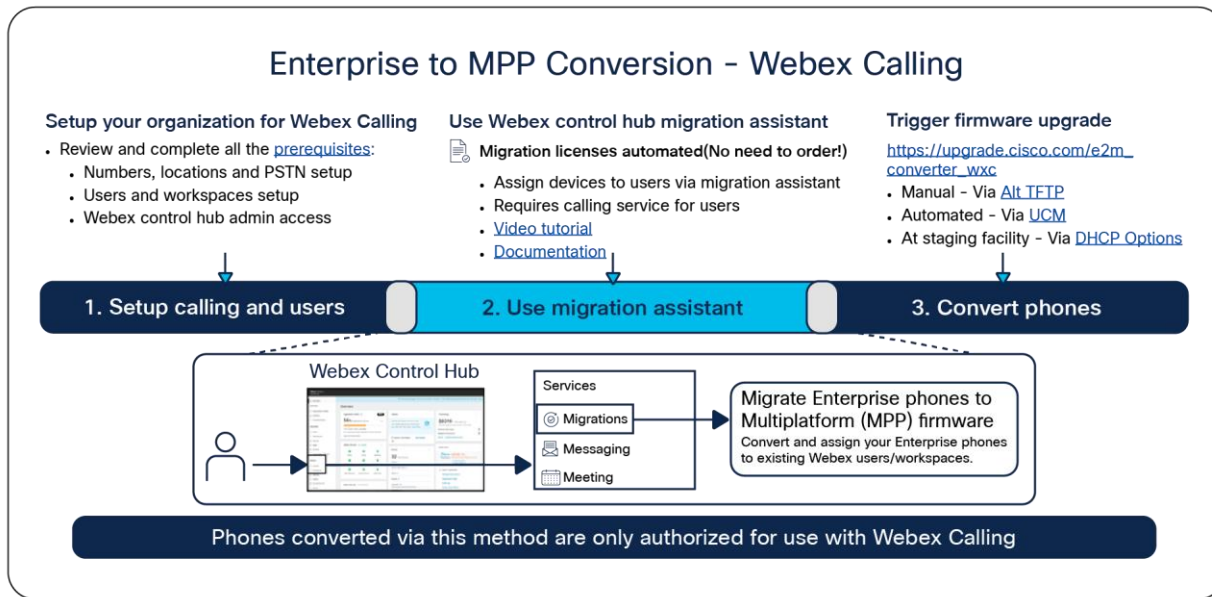 Enterprise to MPP Conversion - Webex Calling
Setup your organization for Webex Calling
• Review and complete all the prerequisites:
• Numbers, locations and PSTN setup
• Users and workspaces setup
• Webex control hub admin access
Use Webex control hub migration assistant
Migration licenses automated(No need to order!)
• Assign devices to users via migration assistant
• Requires calling service for users
• Video tutorial
• Documentation
Trigger firmware upgrade
https://upgrade.cisco.com/e2m_
converter_wxc
• Manual - Via Alt TFTP
• Automated - Via UCM
• At staging facility - Via DHCP Options
1. Setup calling and users
2. Use migration assistant
3. Convert phones
Webex Control Hub
Services
Migrations
Messaging
Meeting
Migrate Enterprise phones to
Multiplatform (MPP) firmware
Convert and assign your Enterprise phones
to existing Webex users/workspaces.
Phones converted via this method are only authorized for use with Webex Calling